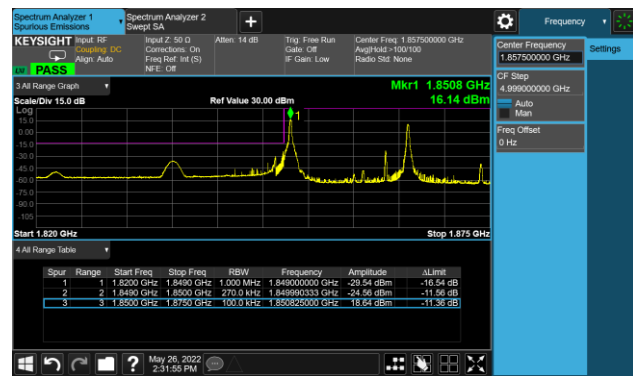 Spectrum Analyzer 1
Spurious Emissions
Spectrum Analyzer 2
Swept SA
Frequency
KEYSIGHT
Input: RF
Coupling: DC
Align: Auto
Input Z: 50 Ω
Corrections: On
Freq Ref: Int (S)
NFE: Off
Atten: 14 dB
Trig: Free Run
Gate: Off
IF Gain: Low
Center Freq: 1.857500000 GHz
Avg|Hold:>100/100
Radio Std: None
PASS
Center Frequency
1.857500000 GHz
Settings
CF Step
4.999000000 GHz
Auto
Man
Freq Offset
0 Hz
3 All Range Graph
Mkr1 1.8508 GHz
16.14 dBm
Scale/Div 15.0 dB
Ref Value 30.00 dBm
Log
15.0
0.00
-15.0
-30.0
-45.0
-60.0
-75.0
-90.0
-105
1
Start 1.820 GHz
Stop 1.875 GHz
4 All Range Table
Spur Range Start Freq Stop Freq RBW Frequency Amplitude ΔLimit
1 1 1.8200 GHz 1.8490 GHz 1.000 MHz 1.849000000 GHz -29.54 dBm -16.54 dB
2 2 1.8490 GHz 1.8500 GHz 270.0 kHz 1.849990333 GHz -24.56 dBm -11.56 dB
3 3 1.8500 GHz 1.8750 GHz 100.0 kHz 1.850825000 GHz 18.64 dBm -11.36 dB
May 26, 2022
2:31:55 PM